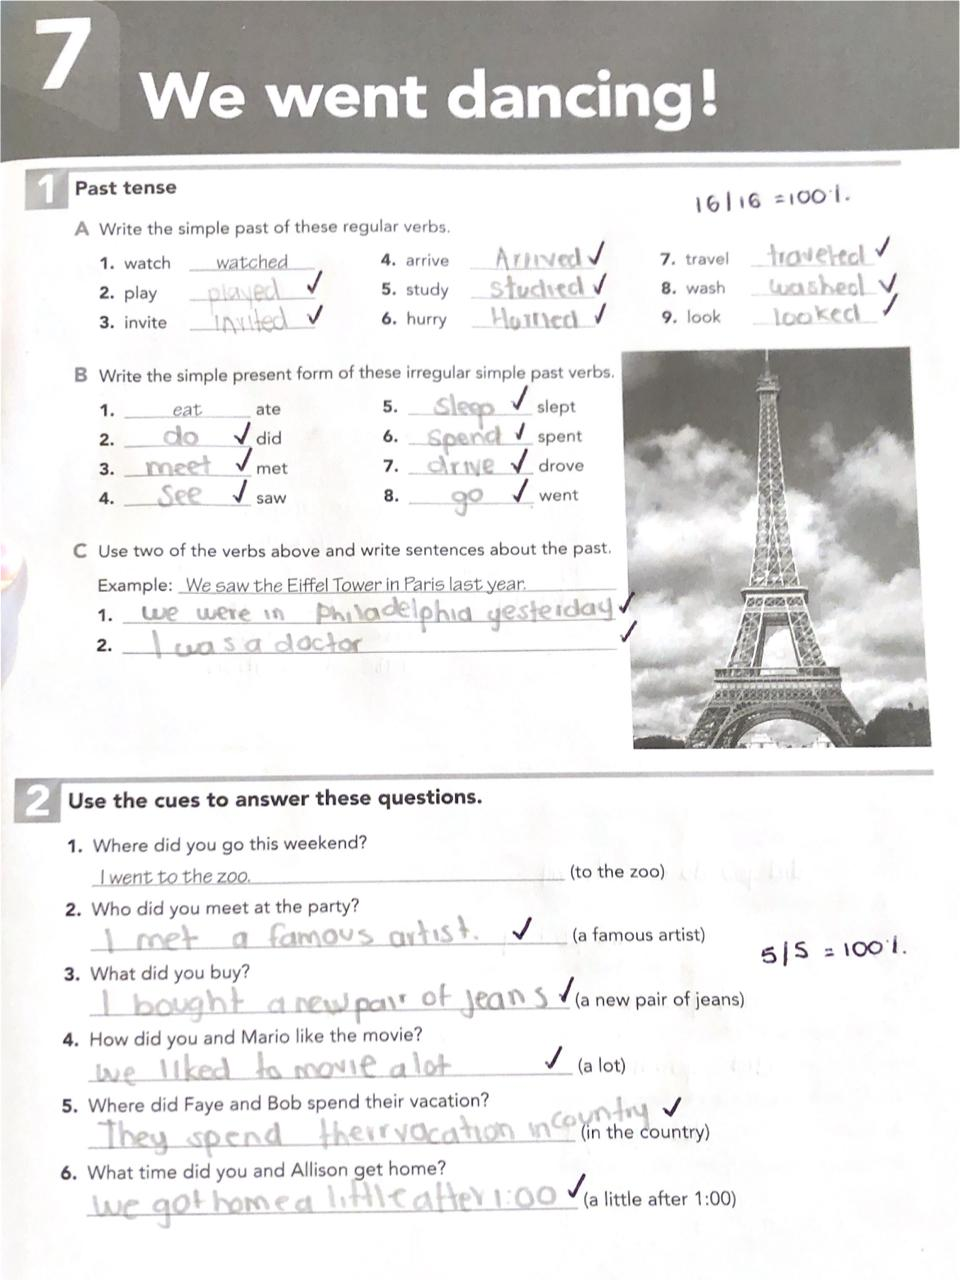 7
We went dancing!
1 Past tense
16/16 = 100%.
A Write the simple past of these regular verbs.
1. watch watched 4. arrive Arrived ✓ 7. travel traveled ✓
2. play played ✓ 5. study studied ✓ 8. wash washed ✓
3. invite invited ✓ 6. hurry Hurried ✓ 9. look looked ✓
B Write the simple present form of these irregular simple past verbs.
1. eat ate 5. sleep ✓ slept
2. do ✓ did 6. spend ✓ spent
3. meet ✓ met 7. drive ✓ drove
4. see ✓ saw 8. go ✓ went
C Use two of the verbs above and write sentences about the past.
Example: We saw the Eiffel Tower in Paris last year.
1. we were in philadelphia yesterday ✓
2. I was a doctor ✓
2 Use the cues to answer these questions.
1. Where did you go this weekend?
I went to the zoo. (to the zoo)
2. Who did you meet at the party?
I met a famous artist. ✓ (a famous artist)
5/5 = 100%.
3. What did you buy?
I bought a new pair of jeans ✓ (a new pair of jeans)
4. How did you and Mario like the movie?
we liked to movie a lot ✓ (a lot)
5. Where did Faye and Bob spend their vacation?
They spend their vacation in country ✓ (in the country)
6. What time did you and Allison get home?
we got home a little after 1:00 ✓ (a little after 1:00)